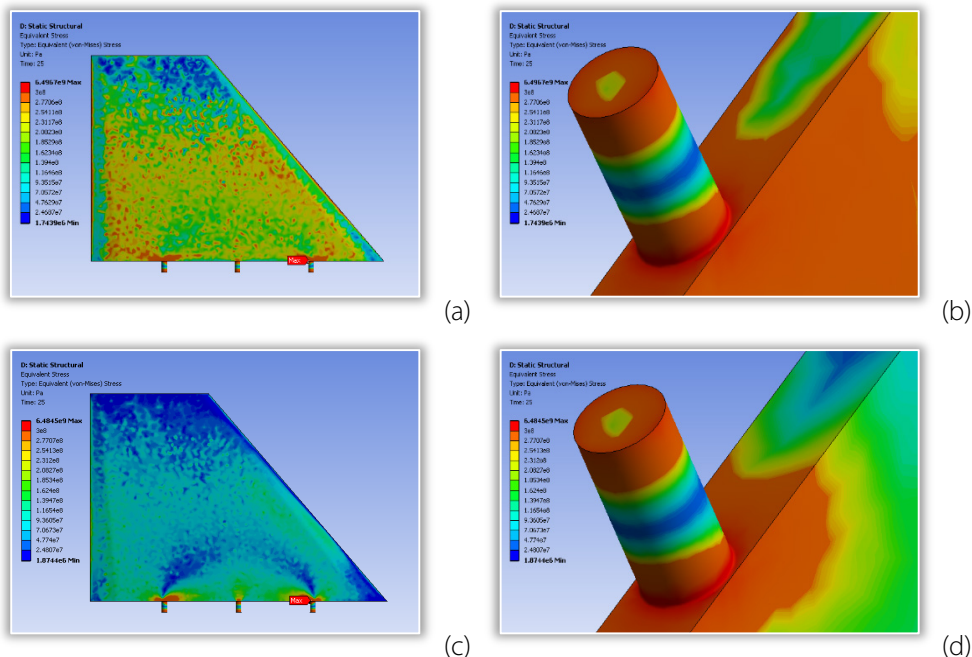 D: Static Structural
Equivalent Stress
Type: Equivalent (von-Mises) Stress
Unit: Pa
Time: 25
6.4967e9 Max
3e8
2.7706e8
2.5411e8
2.3117e8
2.0823e8
1.8529e8
1.6234e8
1.394e8
1.1646e8
9.3515e7
7.0572e7
4.7629e7
2.4687e7
1.7439e6 Min
Max
(a)
D: Static Structural
Equivalent Stress
Type: Equivalent (von-Mises) Stress
Unit: Pa
Time: 25
6.4967e9 Max
3e8
2.7706e8
2.5411e8
2.3117e8
2.0823e8
1.8529e8
1.6234e8
1.394e8
1.1646e8
9.3515e7
7.0572e7
4.7629e7
2.4687e7
1.7439e6 Min
(b)
D: Static Structural
Equivalent Stress
Type: Equivalent (von-Mises) Stress
Unit: Pa
Time: 25
6.4845e9 Max
3e8
2.7707e8
2.5413e8
2.312e8
2.0827e8
1.8534e8
1.624e8
1.3947e8
1.1654e8
9.3605e7
7.0673e7
4.774e7
2.4807e7
1.8744e6 Min
Max
(c)
D: Static Structural
Equivalent Stress
Type: Equivalent (von-Mises) Stress
Unit: Pa
Time: 25
6.4845e9 Max
3e8
2.7707e8
2.5413e8
2.312e8
2.0827e8
1.8534e8
1.624e8
1.3947e8
1.1654e8
9.3605e7
7.0673e7
4.774e7
2.4807e7
1.8744e6 Min
(d)